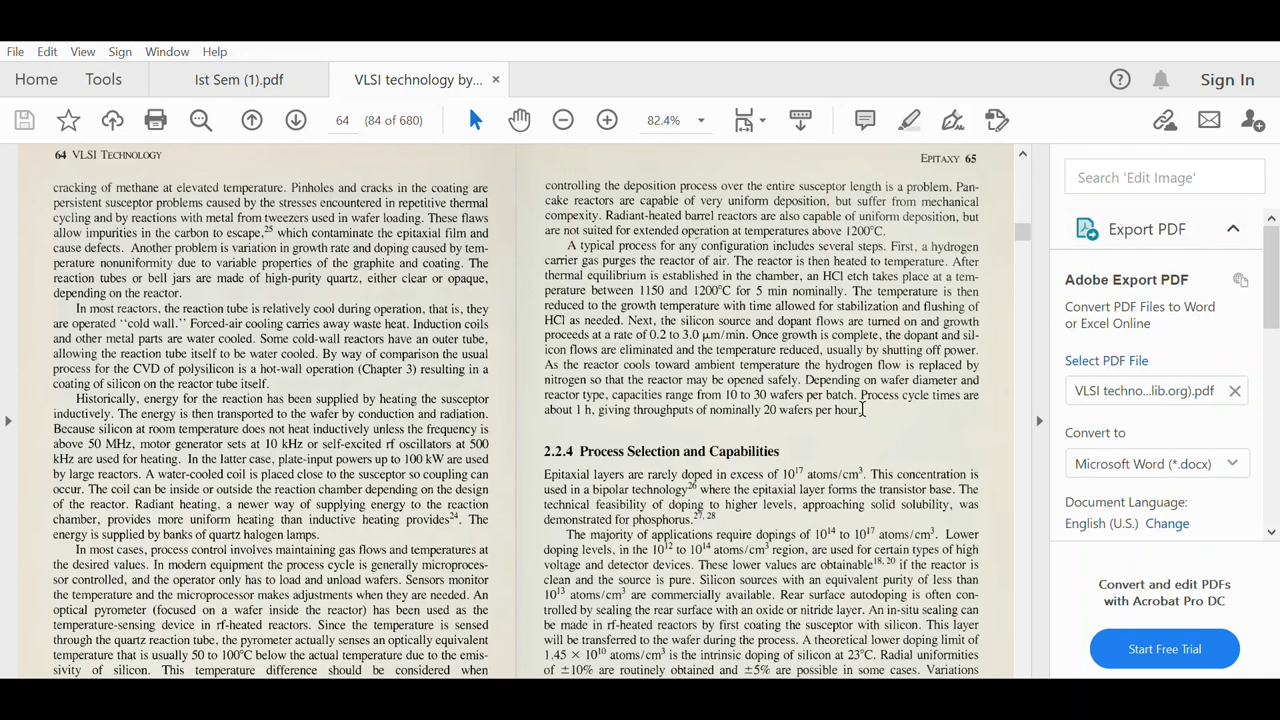 File Edit View Sign Window Help
Home Tools Ist Sem (1).pdf VLSI technology by... × Sign In
64 (84 of 680) 82.4%
64 VLSI TECHNOLOGY
cracking of methane at elevated temperature. Pinholes and cracks in the coating are
persistent susceptor problems caused by the stresses encountered in repetitive thermal
cycling and by reactions with metal from tweezers used in wafer loading. These flaws
allow impurities in the carbon to escape,25 which contaminate the epitaxial film and
cause defects. Another problem is variation in growth rate and doping caused by tem-
perature nonuniformity due to variable properties of the graphite and coating. The
reaction tubes or bell jars are made of high-purity quartz, either clear or opaque,
depending on the reactor.
In most reactors, the reaction tube is relatively cool during operation, that is, they
are operated ‘‘cold wall.’’ Forced-air cooling carries away waste heat. Induction coils
and other metal parts are water cooled. Some cold-wall reactors have an outer tube,
allowing the reaction tube itself to be water cooled. By way of comparison the usual
process for the CVD of polysilicon is a hot-wall operation (Chapter 3) resulting in a
coating of silicon on the reactor tube itself.
Historically, energy for the reaction has been supplied by heating the susceptor
inductively. The energy is then transported to the wafer by conduction and radiation.
Because silicon at room temperature does not heat inductively unless the frequency is
above 50 MHz, motor generator sets at 10 kHz or self-excited rf oscillators at 500
kHz are used for heating. In the latter case, plate-input powers up to 100 kW are used
by large reactors. A water-cooled coil is placed close to the susceptor so coupling can
occur. The coil can be inside or outside the reaction chamber depending on the design
of the reactor. Radiant heating, a newer way of supplying energy to the reaction
chamber, provides more uniform heating than inductive heating provides24. The
energy is supplied by banks of quartz halogen lamps.
In most cases, process control involves maintaining gas flows and temperatures at
the desired values. In modern equipment the process cycle is generally microproces-
sor controlled, and the operator only has to load and unload wafers. Sensors monitor
the temperature and the microprocessor makes adjustments when they are needed. An
optical pyrometer (focused on a wafer inside the reactor) has been used as the
temperature-sensing device in rf-heated reactors. Since the temperature is sensed
through the quartz reaction tube, the pyrometer actually senses an optically equivalent
temperature that is usually 50 to 100°C below the actual temperature due to the emis-
sivity of silicon. This temperature difference should be considered when
EPITAXY 65
controlling the deposition process over the entire susceptor length is a problem. Pan-
cake reactors are capable of very uniform deposition, but suffer from mechanical
compexity. Radiant-heated barrel reactors are also capable of uniform deposition, but
are not suited for extended operation at temperatures above 1200°C.
A typical process for any configuration includes several steps. First, a hydrogen
carrier gas purges the reactor of air. The reactor is then heated to temperature. After
thermal equilibrium is established in the chamber, an HCl etch takes place at a tem-
perature between 1150 and 1200°C for 5 min nominally. The temperature is then
reduced to the growth temperature with time allowed for stabilization and flushing of
HCl as needed. Next, the silicon source and dopant flows are turned on and growth
proceeds at a rate of 0.2 to 3.0 μm/min. Once growth is complete, the dopant and sil-
icon flows are eliminated and the temperature reduced, usually by shutting off power.
As the reactor cools toward ambient temperature the hydrogen flow is replaced by
nitrogen so that the reactor may be opened safely. Depending on wafer diameter and
reactor type, capacities range from 10 to 30 wafers per batch. Process cycle times are
about 1 h, giving throughputs of nominally 20 wafers per hour.
2.2.4 Process Selection and Capabilities
Epitaxial layers are rarely doped in excess of 10^17 atoms/cm3. This concentration is
used in a bipolar technology26 where the epitaxial layer forms the transistor base. The
technical feasibility of doping to higher levels, approaching solid solubility, was
demonstrated for phosphorus.27, 28
The majority of applications require dopings of 10^14 to 10^17 atoms/cm3. Lower
doping levels, in the 10^12 to 10^14 atoms/cm3 region, are used for certain types of high
voltage and detector devices. These lower values are obtainable18, 20 if the reactor is
clean and the source is pure. Silicon sources with an equivalent purity of less than
10^13 atoms/cm3 are commercially available. Rear surface autodoping is often con-
trolled by sealing the rear surface with an oxide or nitride layer. An in-situ sealing can
be made in rf-heated reactors by first coating the susceptor with silicon. This layer
will be transferred to the wafer during the process. A theoretical lower doping limit of
1.45 × 10^10 atoms/cm3 is the intrinsic doping of silicon at 23°C. Radial uniformities
of ±10% are routinely obtained and ±5% are possible in some cases. Variations
Search 'Edit Image'
Export PDF
Adobe Export PDF
Convert PDF Files to Word
or Excel Online
Select PDF File
VLSI techno...lib.org).pdf
Convert to
Microsoft Word (*.docx)
Document Language:
English (U.S.) Change
Convert and edit PDFs
with Acrobat Pro DC
Start Free Trial